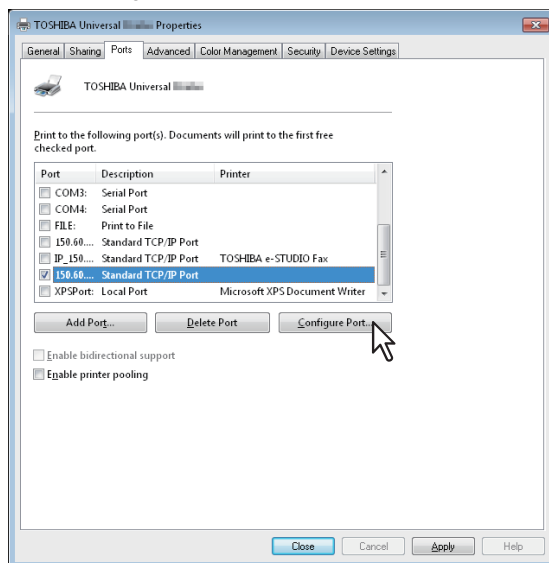 TOSHIBA Universal Properties
General Sharing Ports Advanced Color Management Security Device Settings
TOSHIBA Universal
Print to the following port(s). Documents will print to the first free
checked port.
Port Description Printer
COM3: Serial Port
COM4: Serial Port
FILE: Print to File
150.60.... Standard TCP/IP Port
IP_150.... Standard TCP/IP Port TOSHIBA e-STUDIO Fax
150.60.... Standard TCP/IP Port
XPSPort: Local Port Microsoft XPS Document Writer
Add Port... Delete Port Configure Port...
Enable bidirectional support
Enable printer pooling
Close Cancel Apply Help